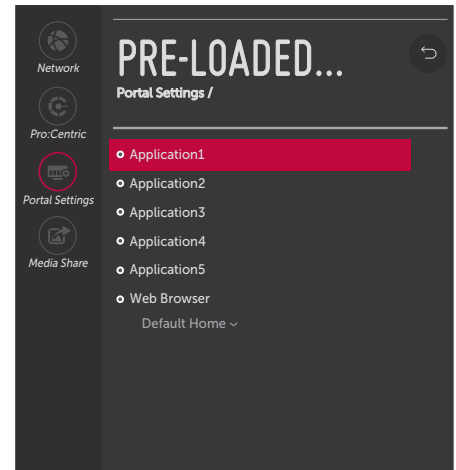 Network
Pro:Centric
Portal Settings
Media Share
PRE-LOADED...
Portal Settings /
Application1
Application2
Application3
Application4
Application5
Web Browser
Default Home